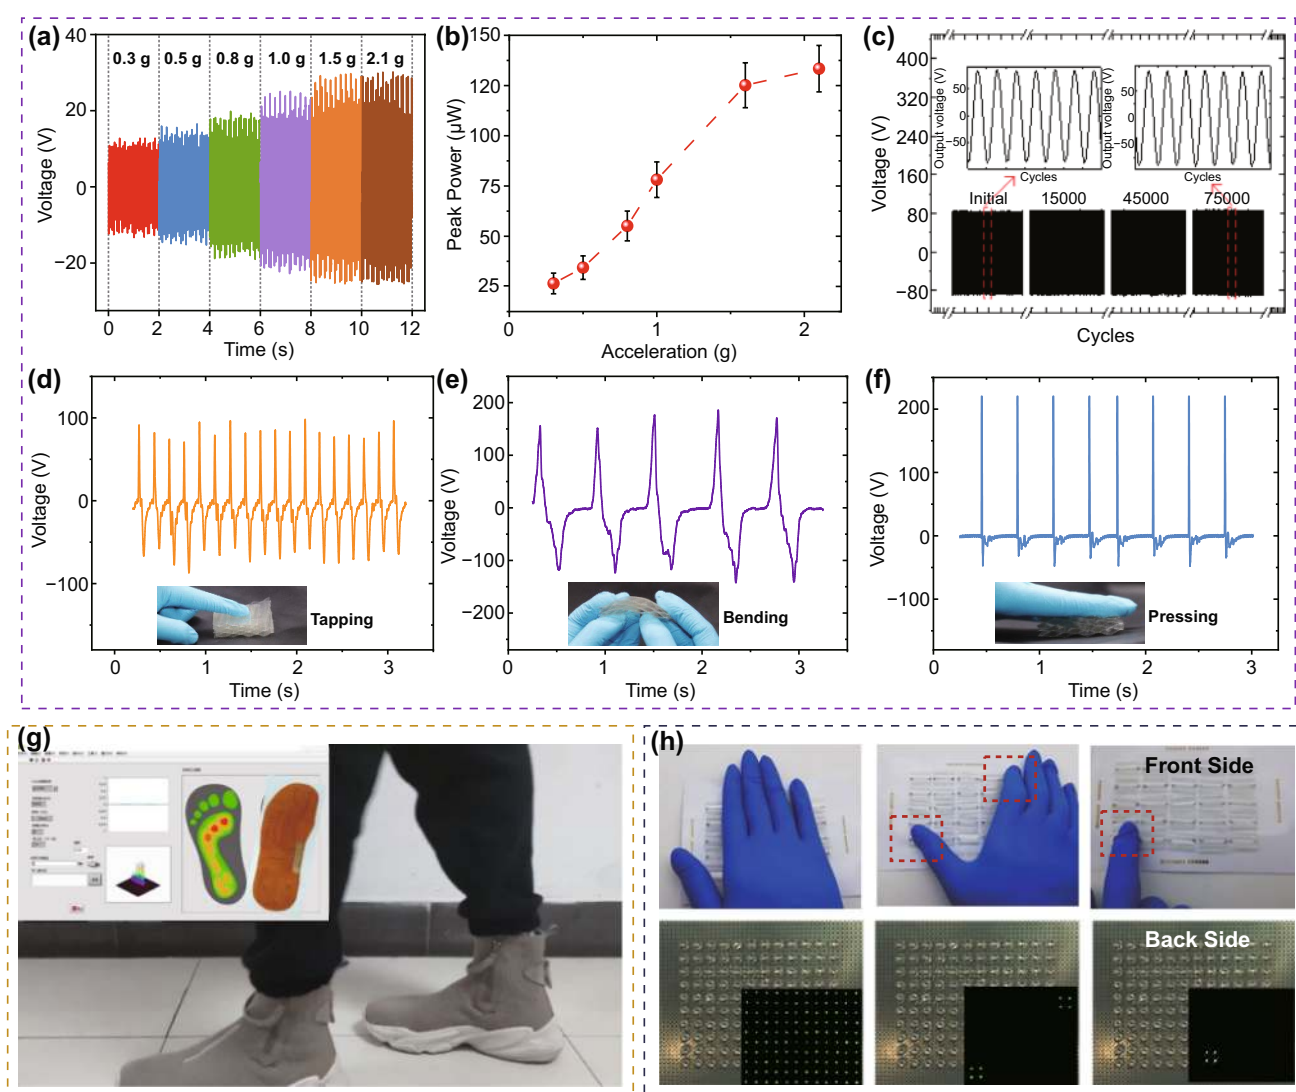 (a)
40
20
0
−20
Voltage (V)
0.3 g
0.5 g
0.8 g
1.0 g
1.5 g
2.1 g
0
2
4
6
8
10
12
Time (s)
(b)
150
125
100
75
50
25
Peak Power (µW)
0
1
2
Acceleration (g)
(c)
400
320
240
160
80
0
−80
Voltage (V)
Output voltage (V)
50
0
−50
Cycles
Output voltage (V)
50
0
−50
Cycles
Initial
15000
45000
75000
Cycles
(d)
100
0
−100
Voltage (V)
Tapping
0
1
2
3
Time (s)
(e)
200
100
0
−100
−200
Voltage (V)
Bending
0
1
2
3
Time (s)
(f)
200
100
0
−100
Voltage (V)
Pressing
0
1
2
3
Time (s)
(g)
(h)
Front Side
Back Side